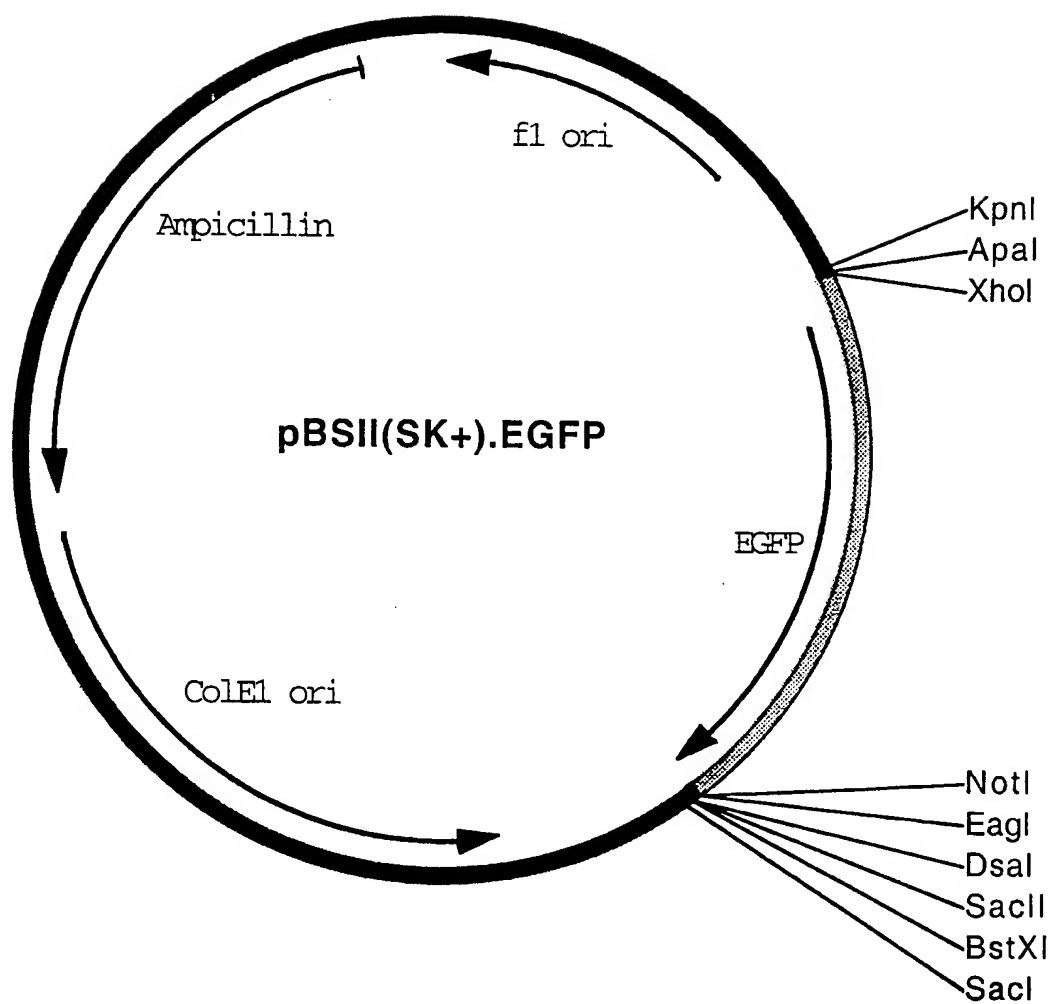 f1 ori
Ampicillin
KpnI
ApaI
XhoI
pBSII(SK+).EGFP
EGFP
ColE1 ori
NotI
EagI
DsaI
SacII
BstXI
SacI